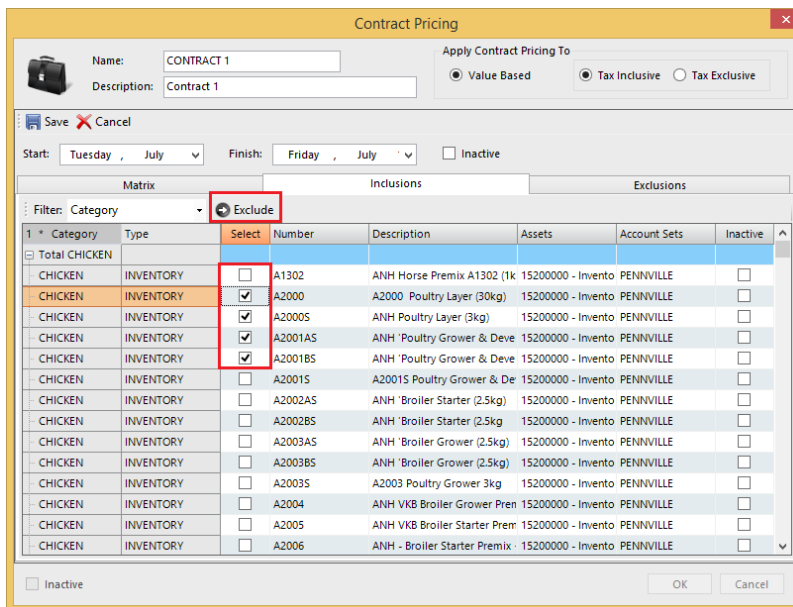 Contract Pricing
Name: CONTRACT 1
Description: Contract 1
Apply Contract Pricing To
Value Based Tax Inclusive Tax Exclusive
Save Cancel
Start: Tuesday , July Finish: Friday , July Inactive
Matrix Inclusions Exclusions
Filter: Category Exclude
1 * Category Type Select Number Description Assets Account Sets Inactive
Total CHICKEN
CHICKEN INVENTORY A1302 ANH Horse Premix A1302 (1k 15200000 - Invento PENNVILLE
CHICKEN INVENTORY A2000 A2000 Poultry Layer (30kg) 15200000 - Invento PENNVILLE
CHICKEN INVENTORY A2000S ANH Poultry Layer (3kg) 15200000 - Invento PENNVILLE
CHICKEN INVENTORY A2001AS ANH 'Poultry Grower & Deve 15200000 - Invento PENNVILLE
CHICKEN INVENTORY A2001BS ANH 'Poultry Grower & Deve 15200000 - Invento PENNVILLE
CHICKEN INVENTORY A2001S A2001S Poultry Grower & De 15200000 - Invento PENNVILLE
CHICKEN INVENTORY A2002AS ANH 'Broiler Starter (2.5kg) 15200000 - Invento PENNVILLE
CHICKEN INVENTORY A2002BS ANH 'Broiler Starter (2.5kg 15200000 - Invento PENNVILLE
CHICKEN INVENTORY A2003AS ANH 'Broiler Grower (2.5kg) 15200000 - Invento PENNVILLE
CHICKEN INVENTORY A2003BS ANH 'Broiler Grower (2.5kg) 15200000 - Invento PENNVILLE
CHICKEN INVENTORY A2003S A2003 Poultry Grower 3kg 15200000 - Invento PENNVILLE
CHICKEN INVENTORY A2004 ANH VKB Broiler Grower Pren 15200000 - Invento PENNVILLE
CHICKEN INVENTORY A2005 ANH VKB Broiler Starter Prem 15200000 - Invento PENNVILLE
CHICKEN INVENTORY A2006 ANH - Broiler Starter Premix 15200000 - Invento PENNVILLE
Inactive OK Cancel